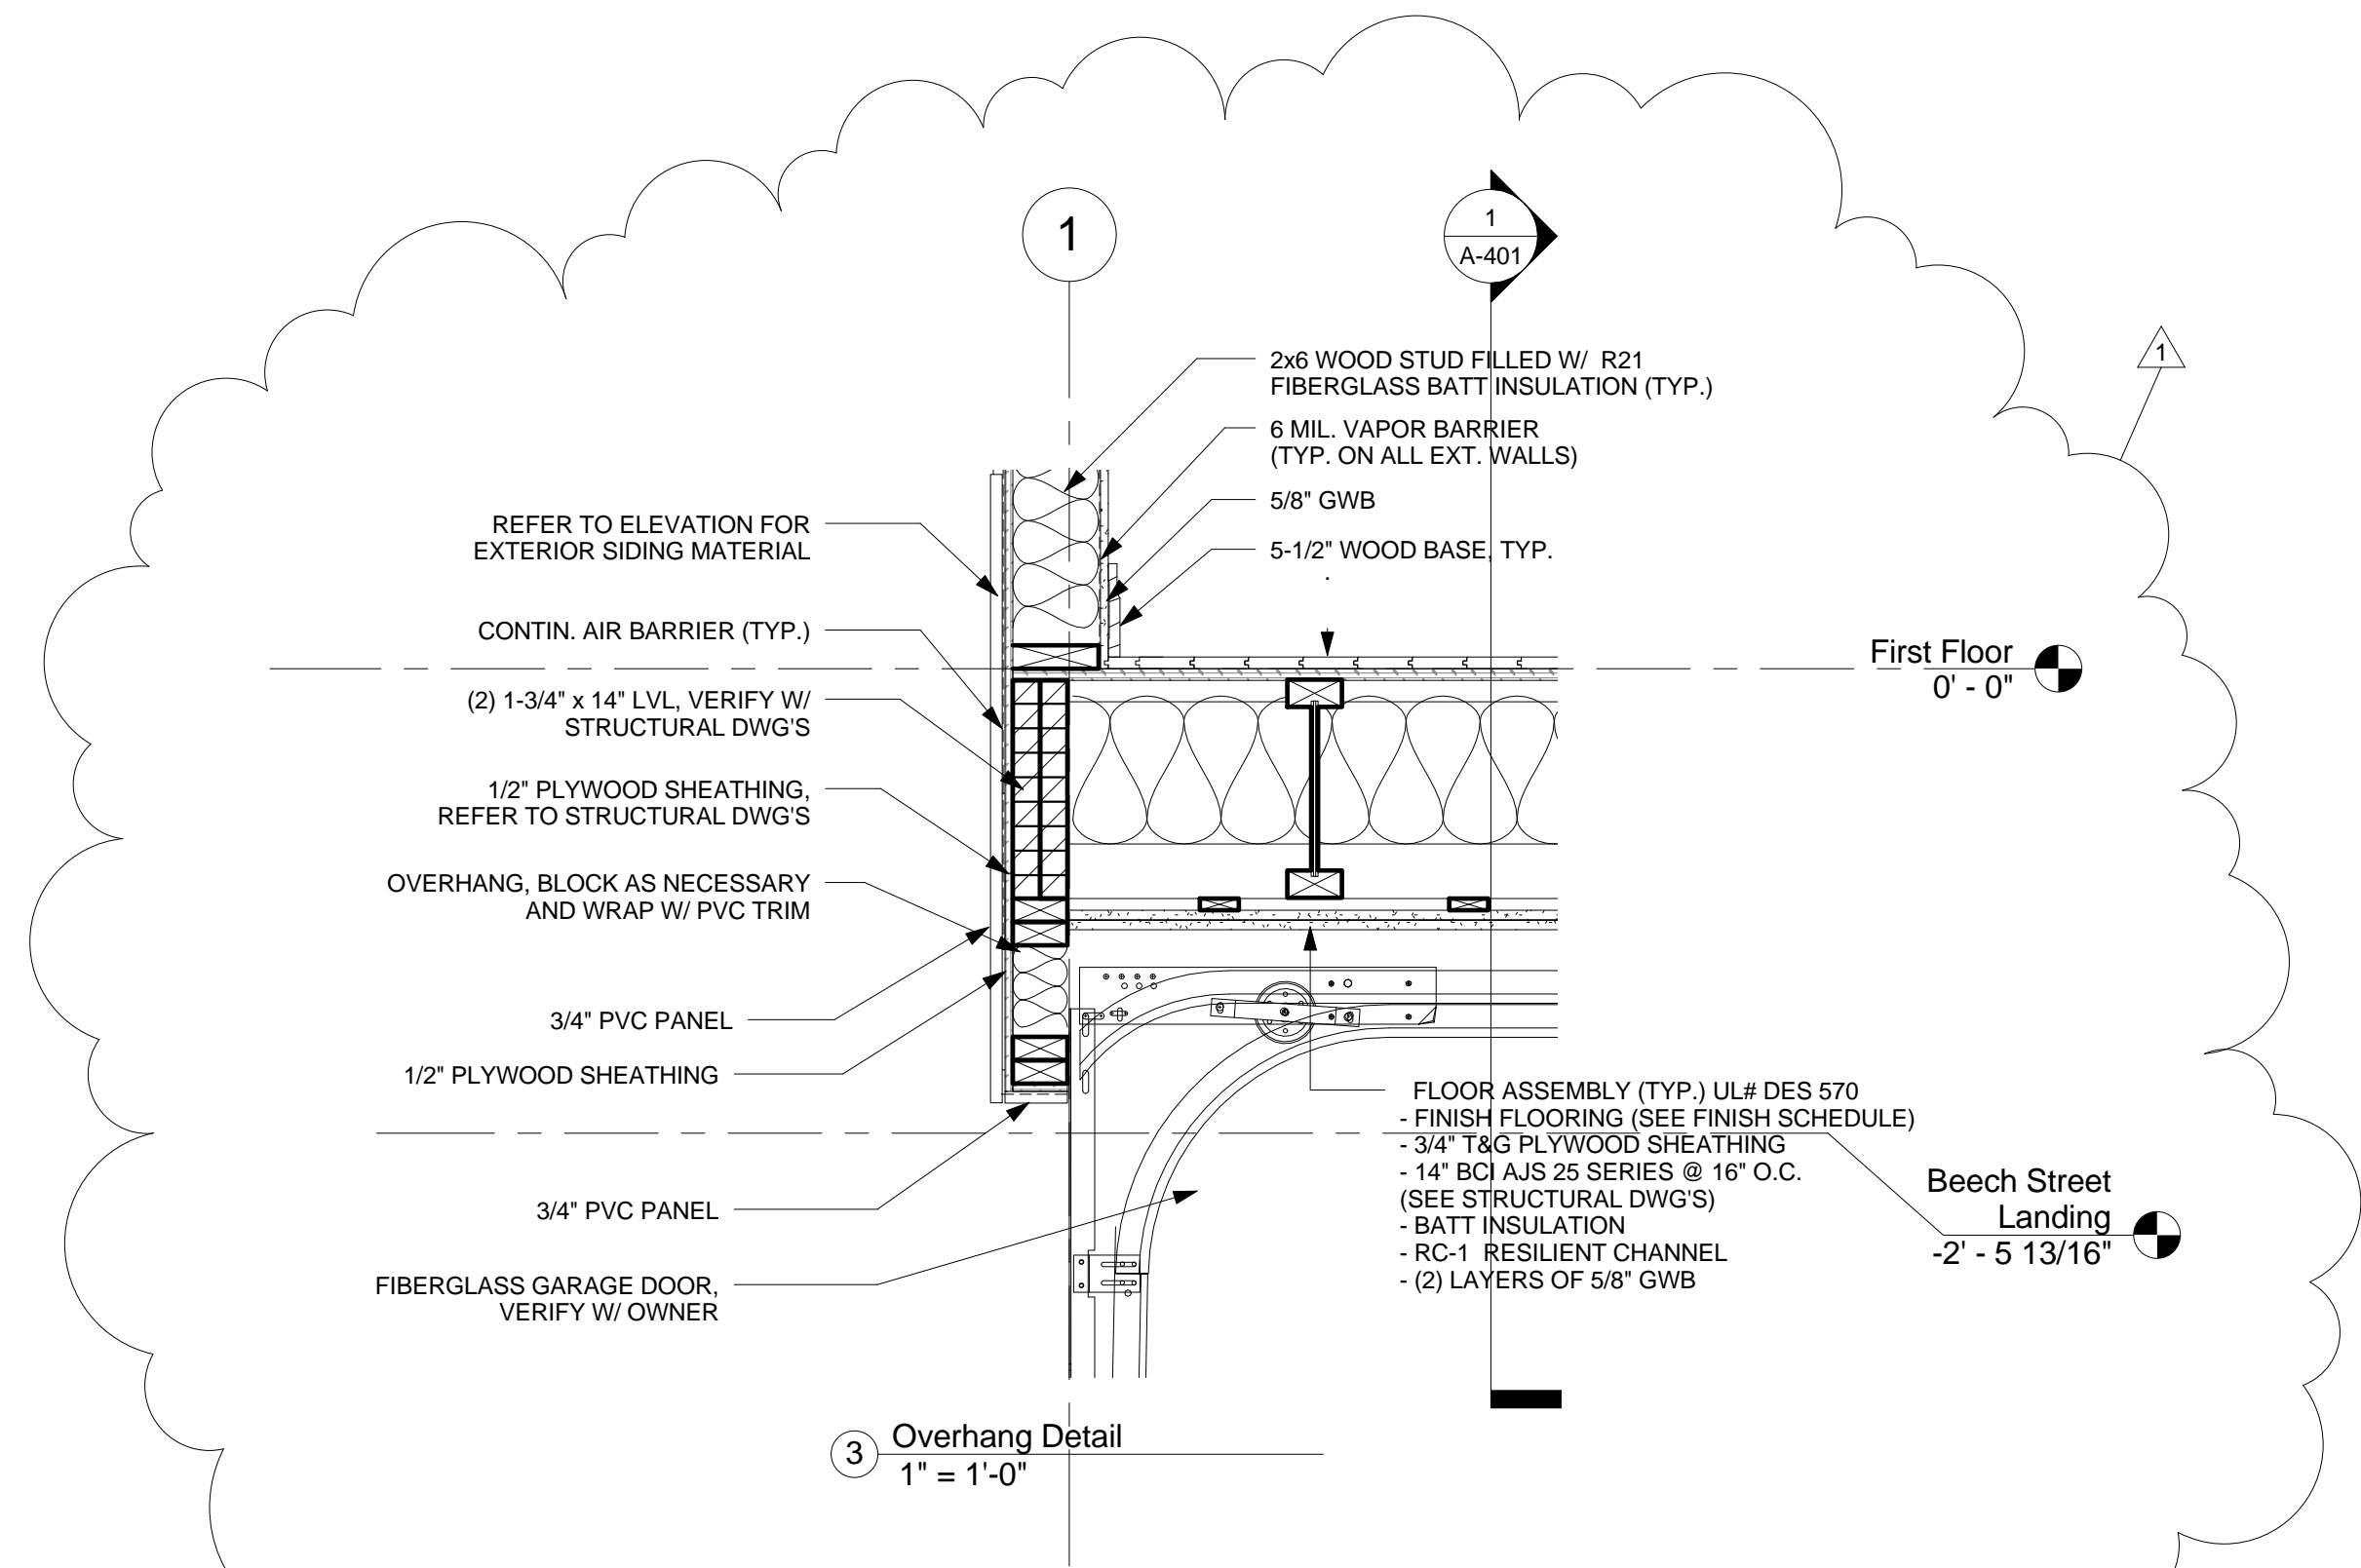 1
1
A-401
1
2x6 WOOD STUD FILLED W/ R21
FIBERGLASS BATT INSULATION (TYP.)
6 MIL. VAPOR BARRIER
(TYP. ON ALL EXT. WALLS)
5/8" GWB
5-1/2" WOOD BASE, TYP.
.
REFER TO ELEVATION FOR
EXTERIOR SIDING MATERIAL
CONTIN. AIR BARRIER (TYP.)
(2) 1-3/4" x 14" LVL, VERIFY W/
STRUCTURAL DWG'S
1/2" PLYWOOD SHEATHING,
REFER TO STRUCTURAL DWG'S
OVERHANG, BLOCK AS NECESSARY
AND WRAP W/ PVC TRIM
3/4" PVC PANEL
1/2" PLYWOOD SHEATHING
3/4" PVC PANEL
FIBERGLASS GARAGE DOOR,
VERIFY W/ OWNER
First Floor
0' - 0"
FLOOR ASSEMBLY (TYP.) UL# DES 570
- FINISH FLOORING (SEE FINISH SCHEDULE)
- 3/4" T&G PLYWOOD SHEATHING
- 14" BCI AJS 25 SERIES @ 16" O.C.
(SEE STRUCTURAL DWG'S)
- BATT INSULATION
- RC-1 RESILIENT CHANNEL
- (2) LAYERS OF 5/8" GWB
Beech Street
Landing
-2' - 5 13/16"
3 Overhang Detail
1" = 1'-0"